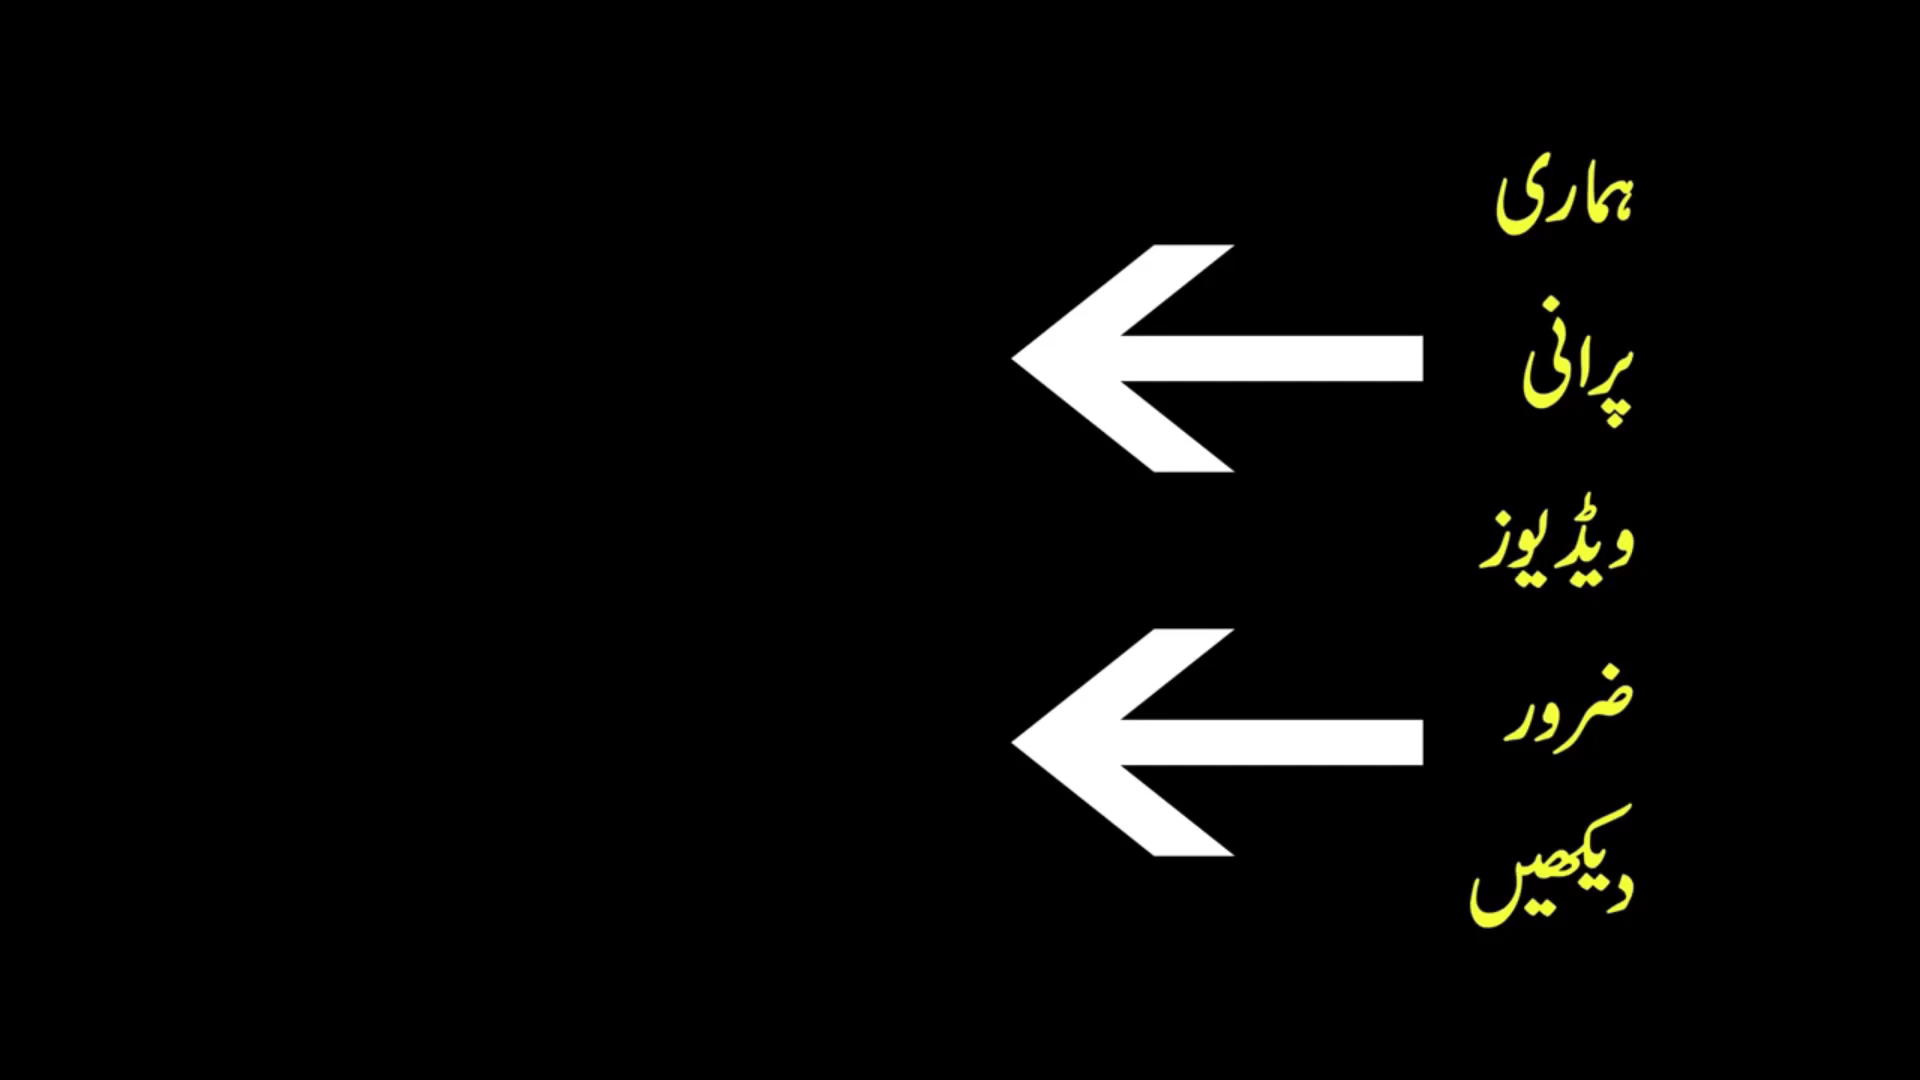 ہماری
پرانی
ویڈیوز
ضرور
دیکھیں